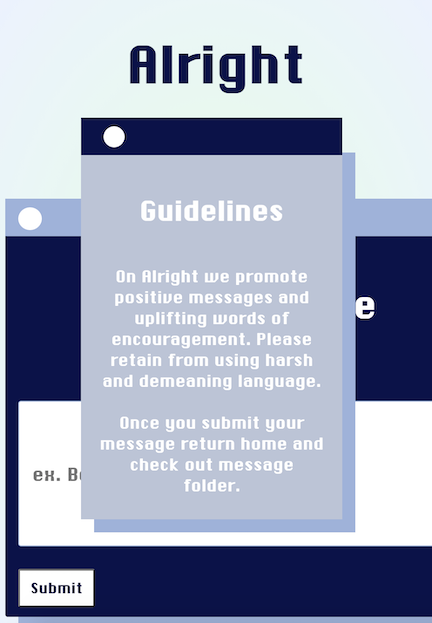 Alright
Guidelines
e
On Alright we promote
positive messages and
uplifting words of
encouragement. Please
retain from using harsh
and demeaning language.
Once you submit your
message return home and
check out message
folder.
ex.
Submit